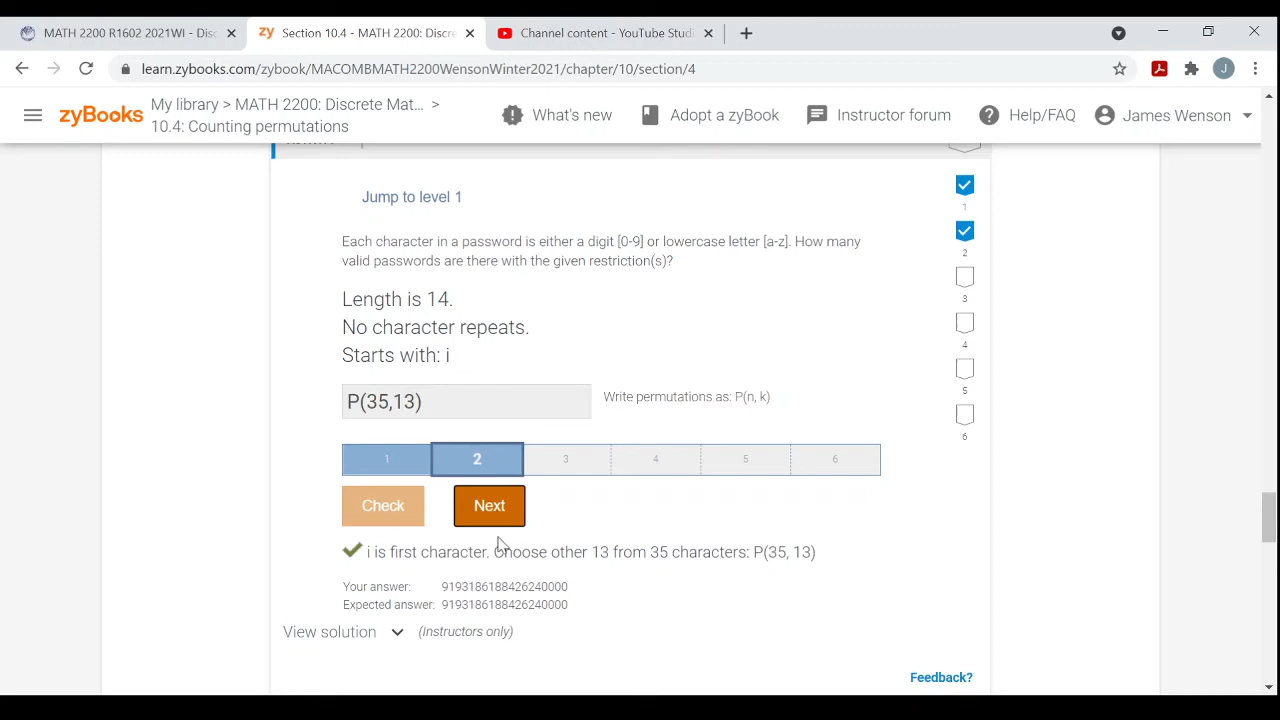 MATH 2200 R1602 2021WI - Disc
Section 10.4 - MATH 2200: Discre
Channel content - YouTube Studi
learn.zybooks.com/zybook/MACOMBMATH2200WensonWinter2021/chapter/10/section/4
J
zyBooks
My library > MATH 2200: Discrete Mat... >
10.4: Counting permutations
What's new
Adopt a zyBook
Instructor forum
Help/FAQ
James Wenson
Jump to level 1
1
2
3
4
5
6
Each character in a password is either a digit [0-9] or lowercase letter [a-z]. How many
valid passwords are there with the given restriction(s)?
Length is 14.
No character repeats.
Starts with: i
P(35,13)
Write permutations as: P(n, k)
1 2 3 4 5 6
Check Next
i is first character. Choose other 13 from 35 characters: P(35, 13)
Your answer: 9193186188426240000
Expected answer: 9193186188426240000
View solution (Instructors only)
Feedback?